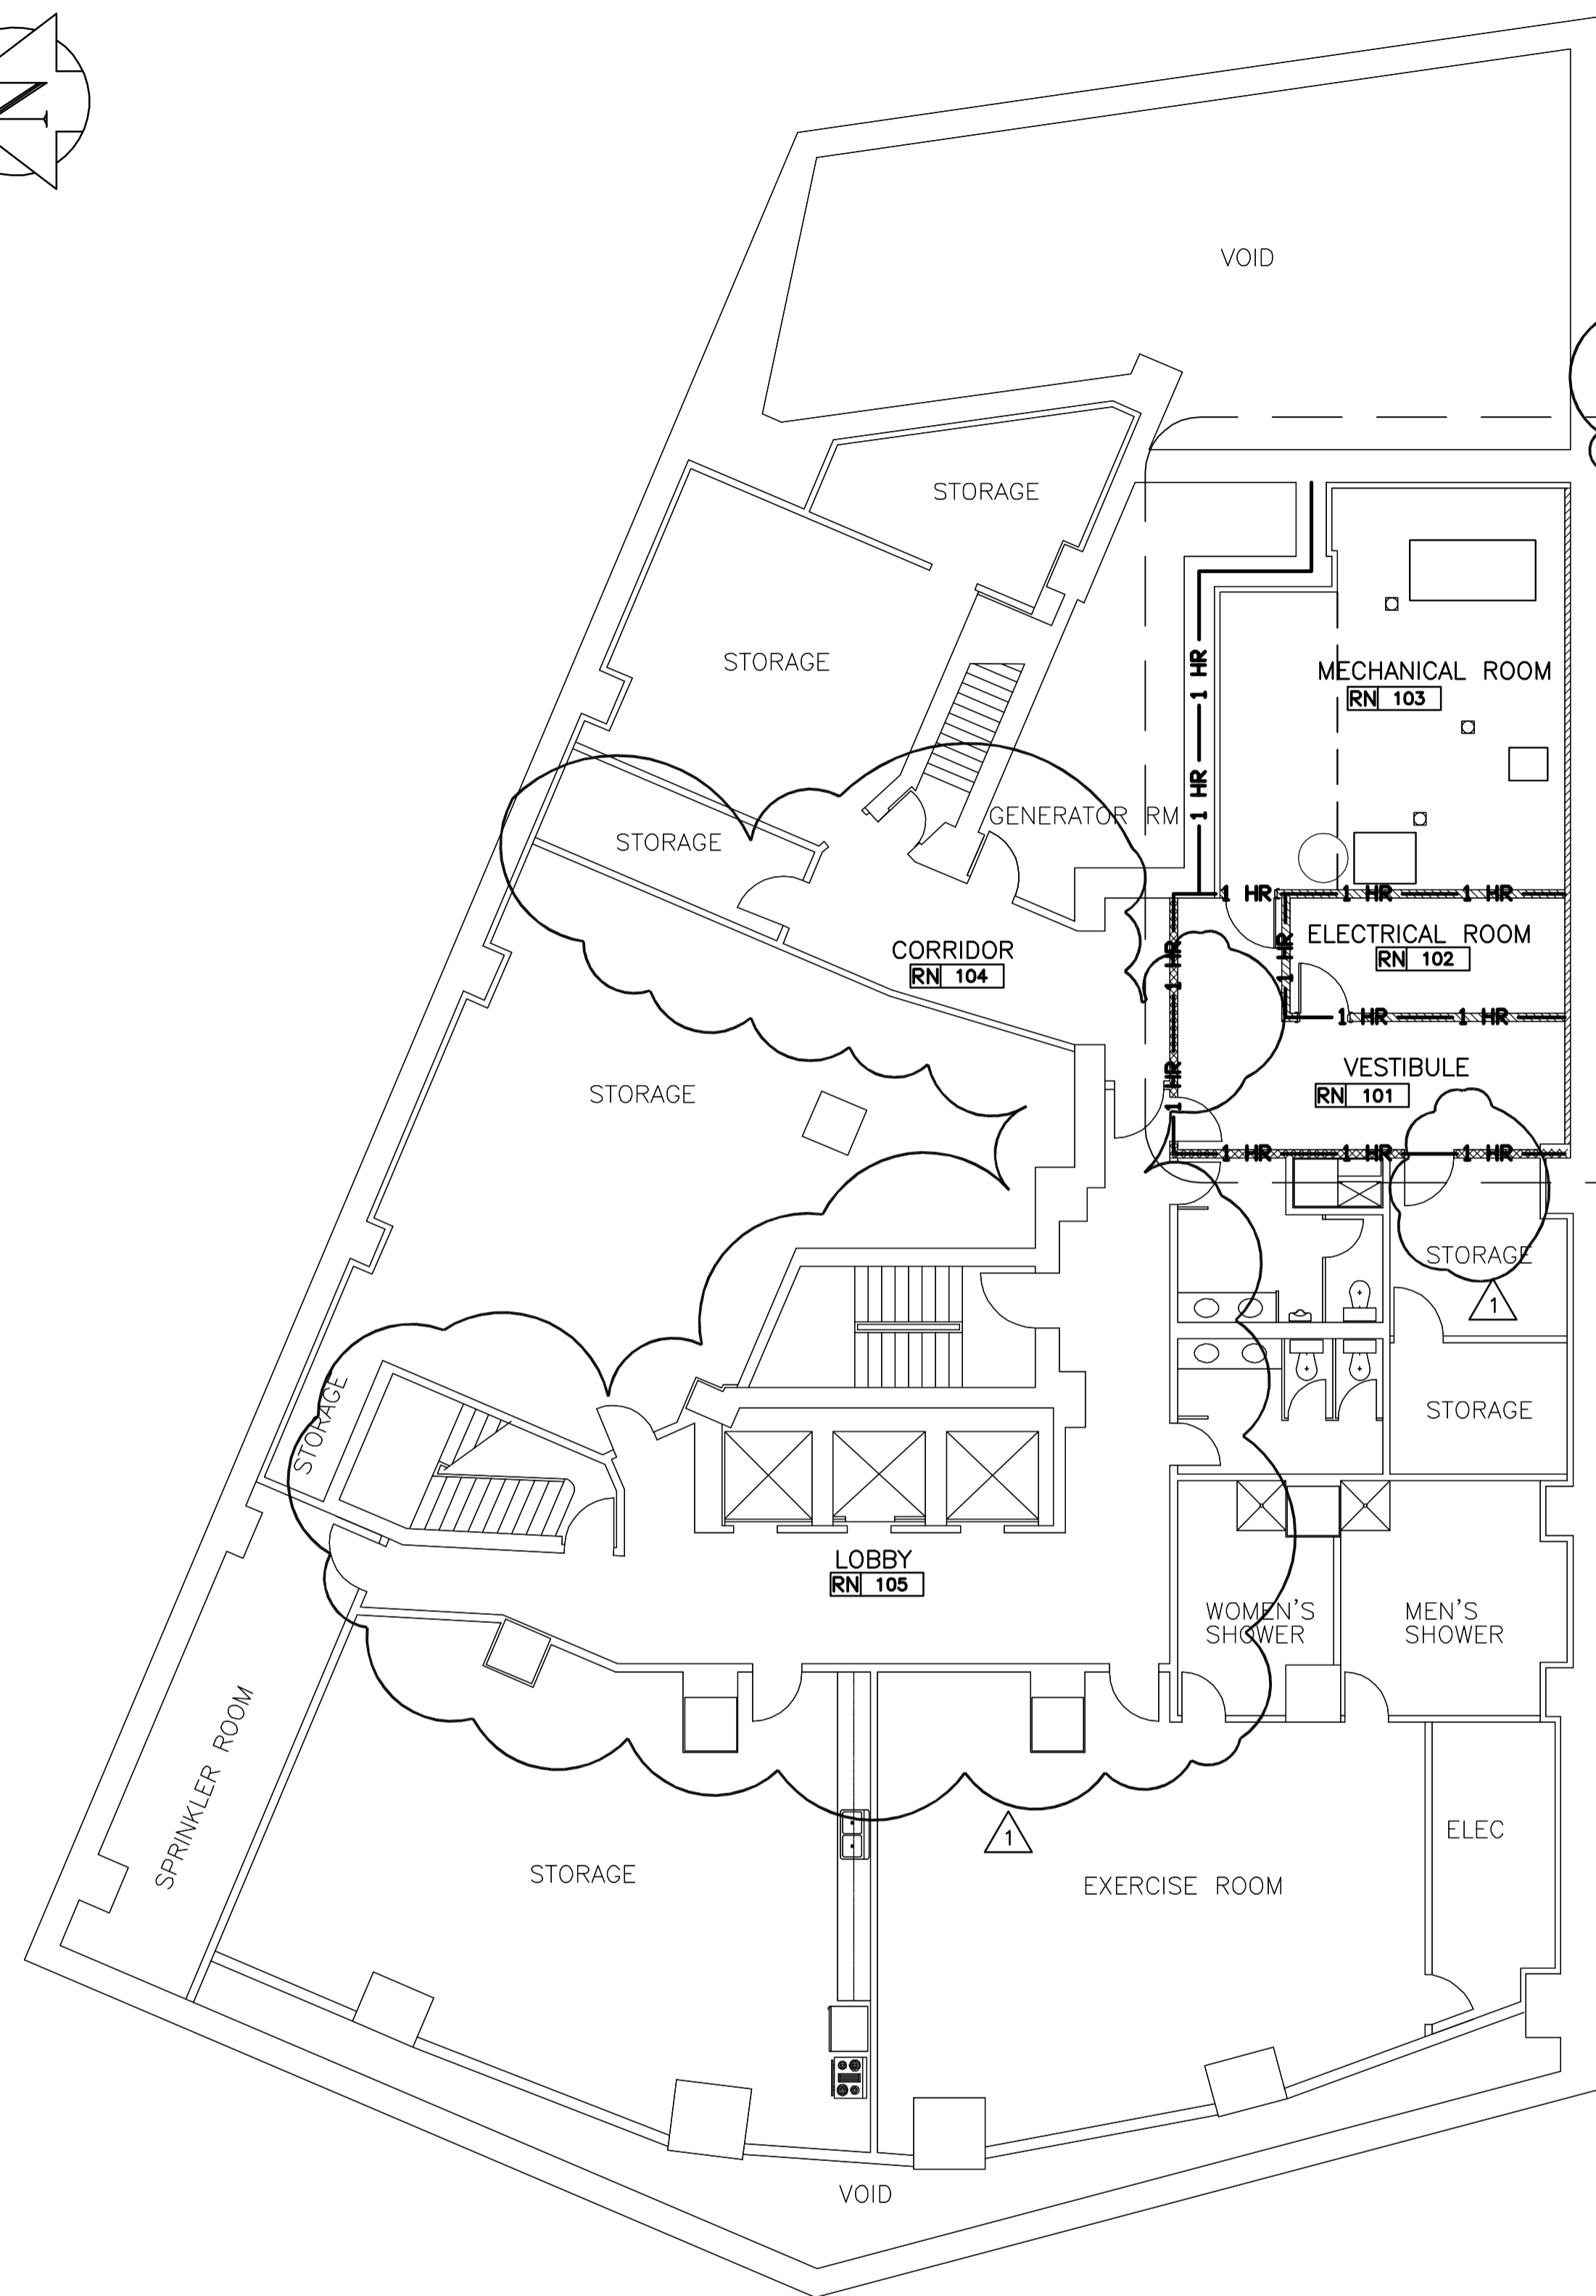 N
VOID
STORAGE
STORAGE
1 HR
1 HR
MECHANICAL ROOM
RN 103
GENERATOR RM
STORAGE
1 HR 1 HR 1 HR
ELECTRICAL ROOM
RN 102
CORRIDOR
RN 104
1 HR
1 HR
1 HR 1 HR
VESTIBULE
RN 101
1 HR
STORAGE
1 HR 1 HR 1 HR
STORAGE
1
STORAGE
STORAGE
LOBBY
RN 105
WOMEN'S
SHOWER
MEN'S
SHOWER
SPRINKLER ROOM
1
ELEC
STORAGE
EXERCISE ROOM
VOID